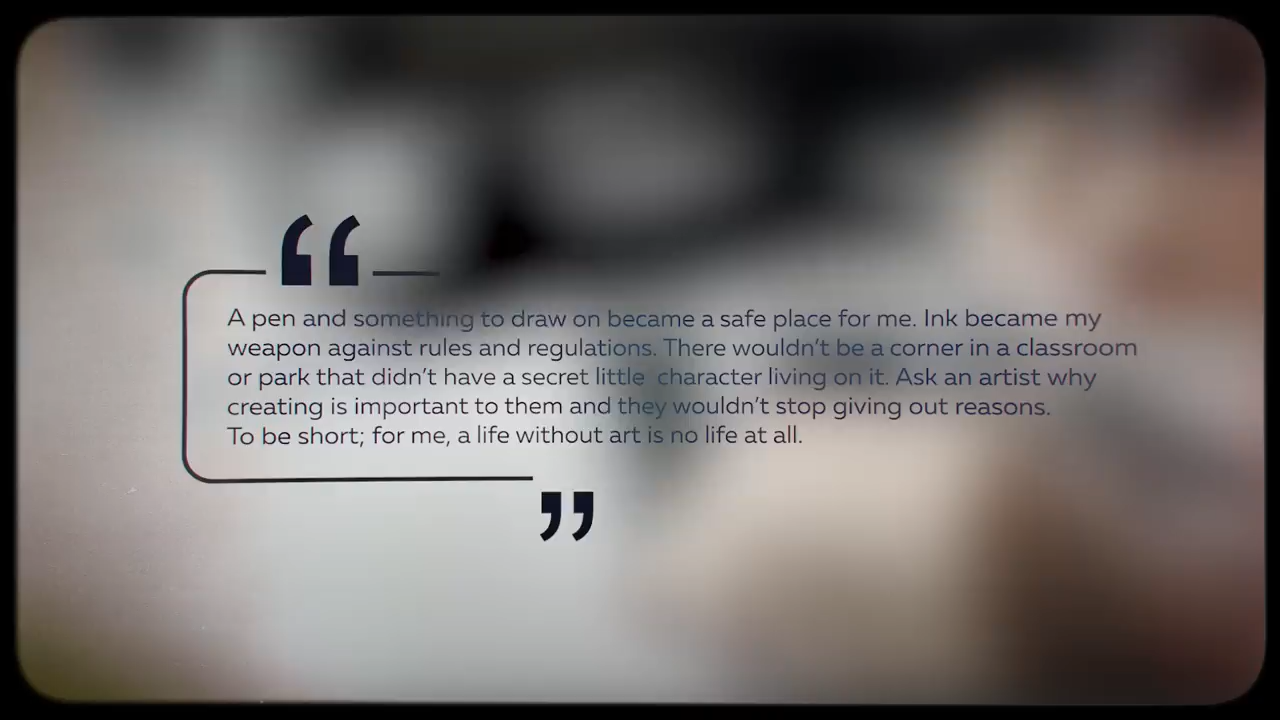 “
A pen and something to draw on became a safe place for me. Ink became my
weapon against rules and regulations. There wouldn’t be a corner in a classroom
or park that didn’t have a secret little  character living on it. Ask an artist why
creating is important to them and they wouldn’t stop giving out reasons.
To be short; for me, a life without art is no life at all.
”